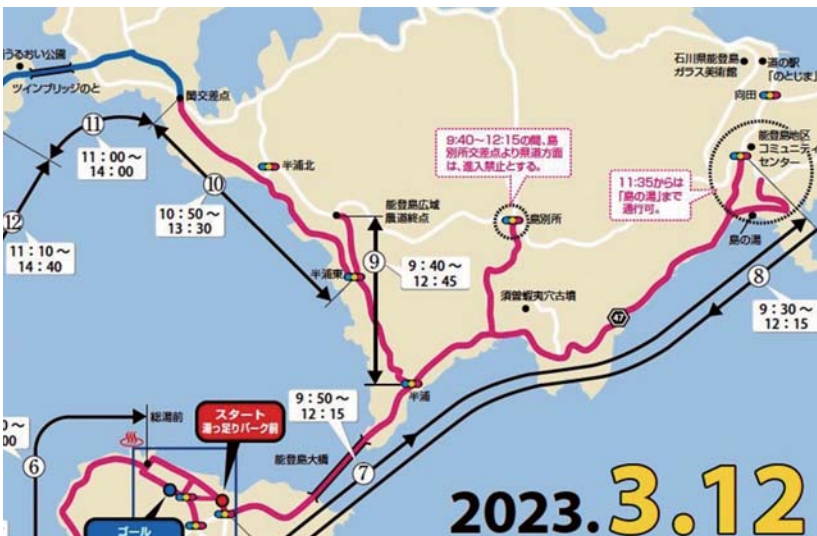 うるおい公園
ツインブリッジのと
閨交差点
⑪
11:00～
14:00
⑫
11:10～
14:40
⑩
10:50～
13:30
半浦北
能登島広域
農道終点
半浦東
⑨
9:40～
12:45
9:40～12:15の間、島
別所交差点より県道方面
は、進入禁止とする。
島別所
須曽蝦夷穴古墳
石川県能登島
ガラス美術館
道の駅
「のとじま」
向田
能登島地区
コミュニティ
センター
11:35からは
「島の湯」まで
通行可。
島の湯
⑧
9:30～
12:15
47
半浦
9:50～
12:15
⑦
能登島大橋
総湯前
スタート
湯っ足りパーク前
⑥
ゴール
2023.3.12